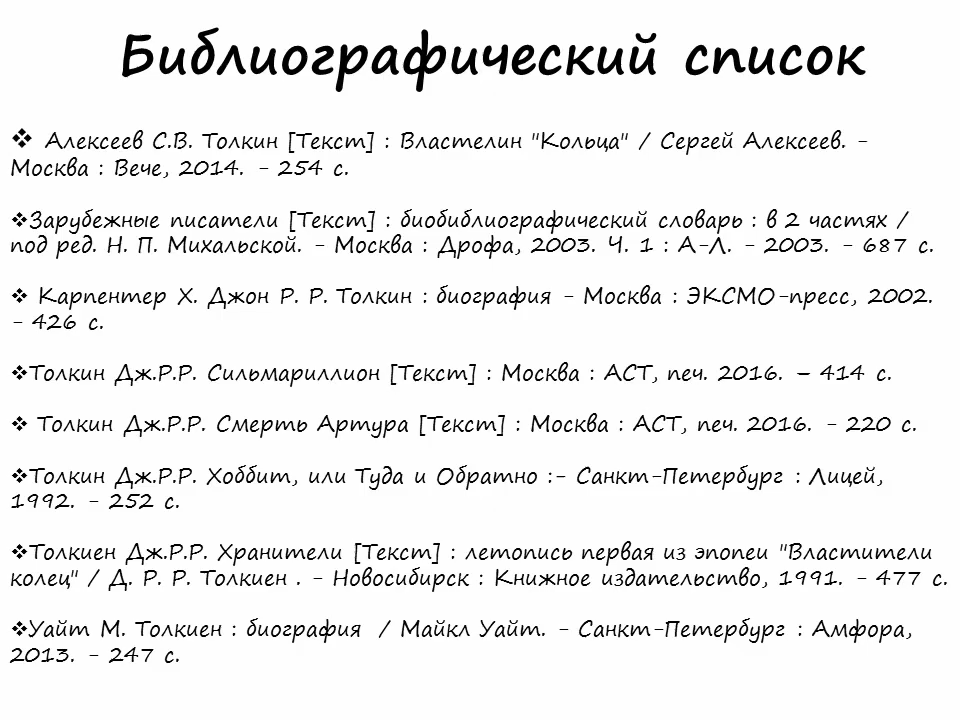 Библиографический список
❖ Алексеев С.В. Толкин [Текст] : Властелин "Кольца" / Сергей Алексеев. -
Москва : Вече, 2014. - 254 с.
❖Зарубежные писатели [Текст] : биобиблиографический словарь : в 2 частях /
под ред. Н. П. Михальской. - Москва : Дрофа, 2003. Ч. 1 : А-Л. - 2003. - 687 с.
❖ Карпентер Х. Джон Р. Р. Толкин : биография - Москва : ЭКСМО-пресс, 2002.
- 426 с.
❖Толкин Дж.Р.Р. Сильмариллион [Текст] : Москва : АСТ, печ. 2016. – 414 с.
❖ Толкин Дж.Р.Р. Смерть Артура [Текст] : Москва : АСТ, печ. 2016. - 220 с.
❖Толкин Дж.Р.Р. Хоббит, или Туда и Обратно :- Санкт-Петербург : Лицей,
1992. - 252 с.
❖Толкиен Дж.Р.Р. Хранители [Текст] : летопись первая из эпопеи "Властители
колец" / Д. Р. Р. Толкиен . - Новосибирск : Книжное издательство, 1991. - 477 с.
❖Уайт М. Толкиен : биография / Майкл Уайт. - Санкт-Петербург : Амфора,
2013. - 247 с.